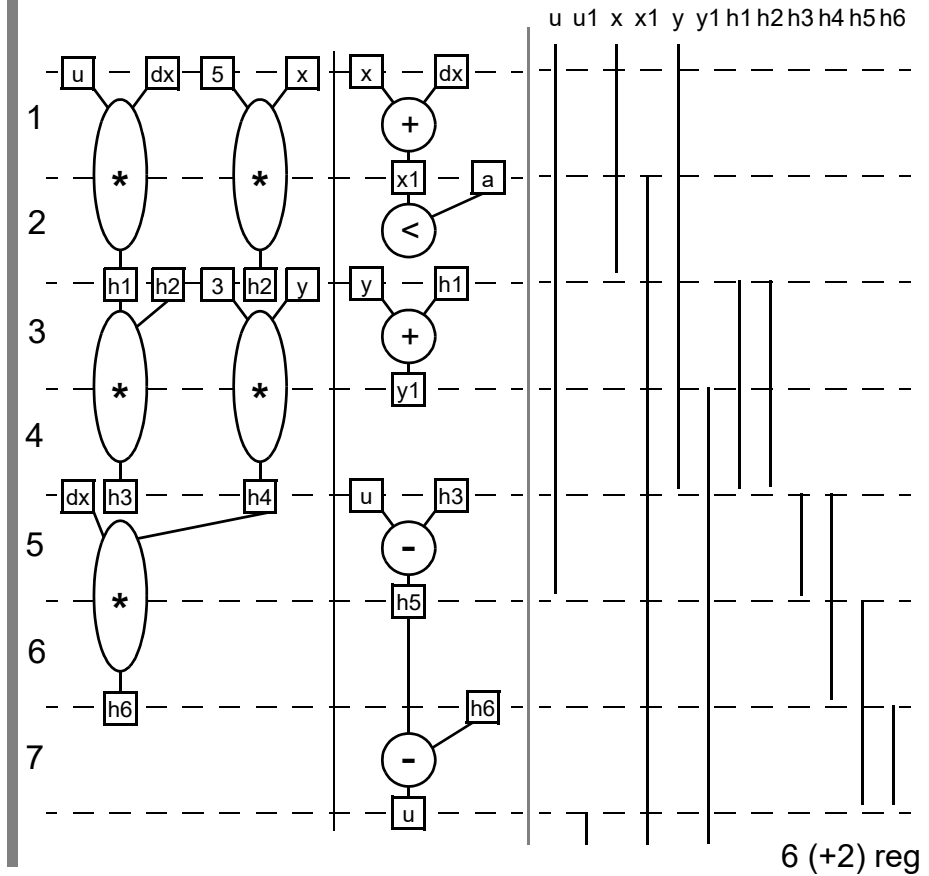 u u1 x x1 y y1 h1 h2 h3 h4 h5 h6
u dx 5 x x dx
1 +
* * x1 a
2 <
h1 h2 3 h2 y y h1
3 +
* * y1
4
dx h3 h4 u h3
5 -
* h5
6
h6 h6
7 -
u
6 (+2) reg